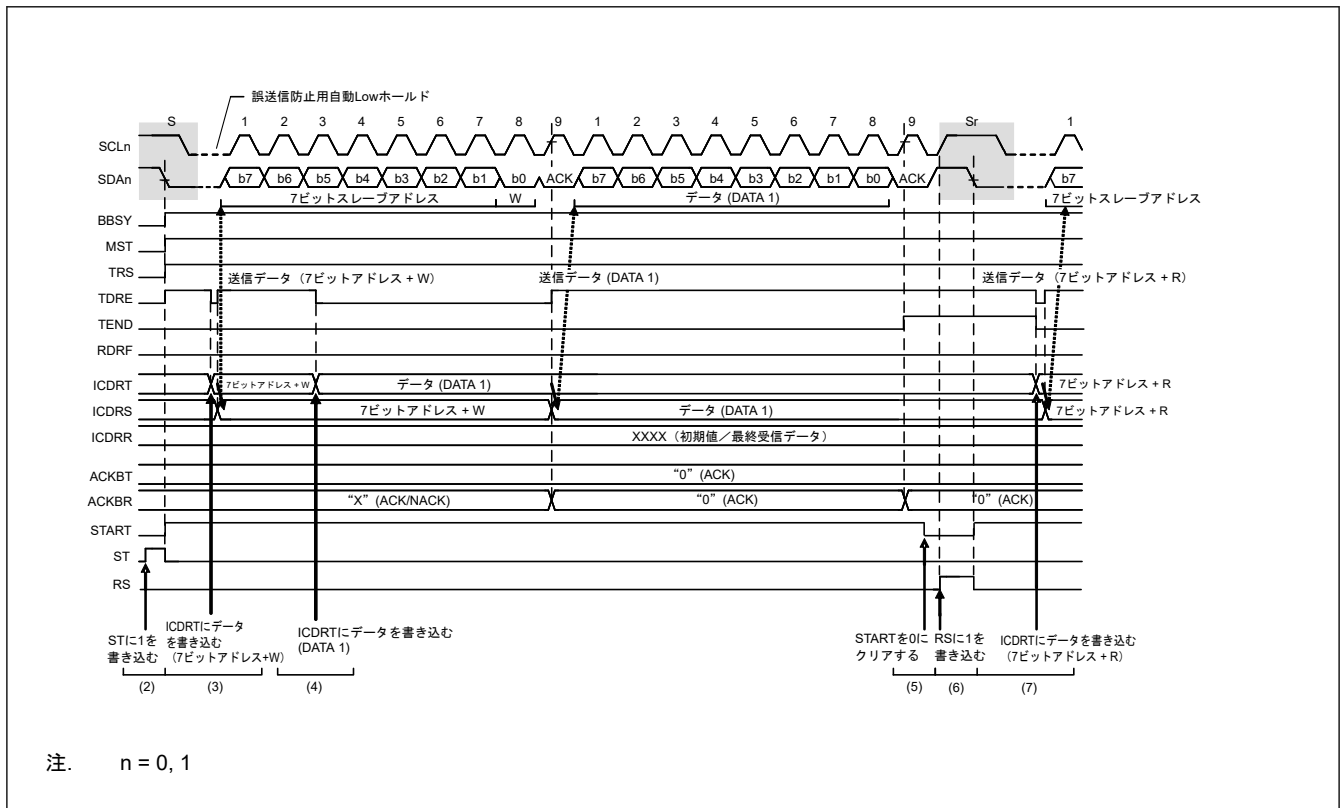 誤送信防止用自動Lowホールド
S 1 2 3 4 5 6 7 8 9 1 2 3 4 5 6 7 8 9 Sr 1
SCLn
SDAn b7 b6 b5 b4 b3 b2 b1 b0 ACK b7 b6 b5 b4 b3 b2 b1 b0 ACK b7
7ビットスレーブアドレス W データ (DATA 1) 7ビットスレーブアドレス
BBSY
MST
TRS
送信データ（7ビットアドレス + W） 送信データ (DATA 1) 送信データ（7ビットアドレス + R）
TDRE
TEND
RDRF
ICDRT 7ビットアドレス + W データ (DATA 1) 7ビットアドレス + R
ICDRS 7ビットアドレス + W データ (DATA 1) 7ビットアドレス + R
ICDRR XXXX（初期値／最終受信データ）
ACKBT “0” (ACK)
ACKBR “X” (ACK/NACK) “0” (ACK) “0” (ACK)
START
ST
RS
STに1を
書き込む
ICDRTにデータ
を書き込む
（7ビットアドレス+W）
ICDRTにデータを書き込む
(DATA 1)
STARTを0に
クリアする
RSに1を
書き込む
ICDRTにデータを書き込む
（7ビットアドレス + R）
(2) (3) (4) (5) (6) (7)
注. n = 0, 1